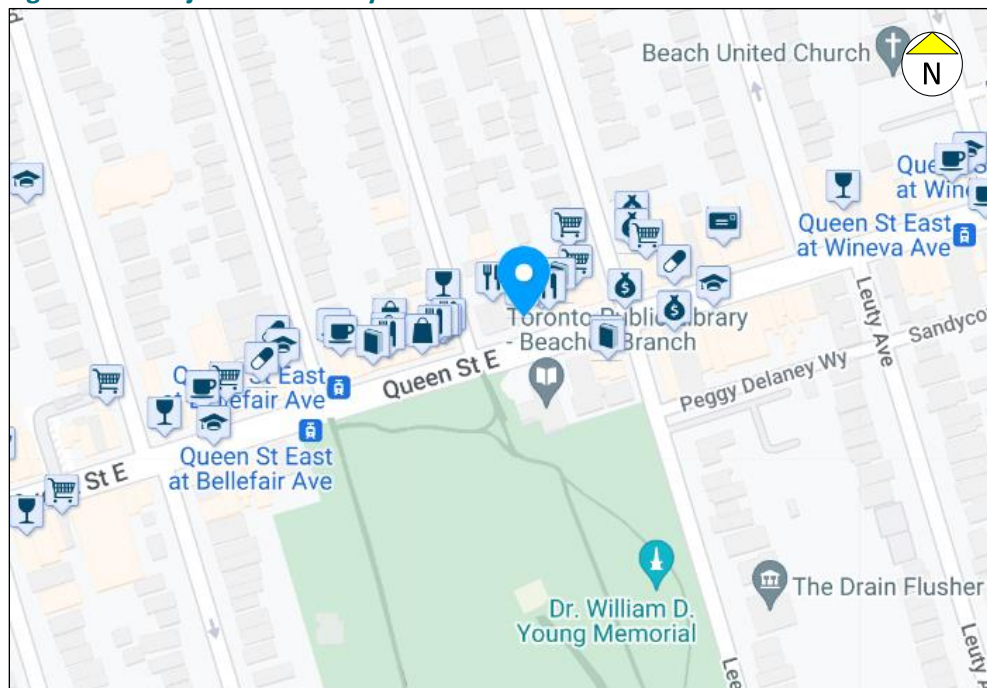 Beach United Church
N
Queen St East
at Wineva Ave
Leuty Ave
Sandyco
Toronto Public Library
Branch
Peggy Delaney Wy
Queen St E
St East
at Bellefair Ave
Queen St East
at Bellefair Ave
St E
The Drain Flusher
Dr. William D.
Young Memorial
Lee
Leuty A